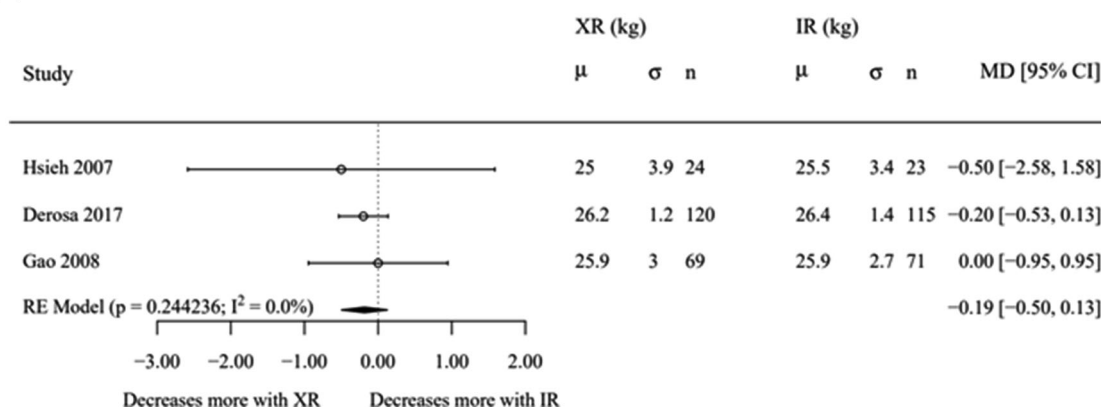 XR (kg) IR (kg)
Study μ σ n μ σ n MD [95% CI]
Hsieh 2007 25 3.9 24 25.5 3.4 23 −0.50 [−2.58, 1.58]
Derosa 2017 26.2 1.2 120 26.4 1.4 115 −0.20 [−0.53, 0.13]
Gao 2008 25.9 3 69 25.9 2.7 71 0.00 [−0.95, 0.95]
RE Model (p = 0.244236; I² = 0.0%) −0.19 [−0.50, 0.13]
−3.00 −2.00 −1.00 0.00 1.00 2.00
Decreases more with XR Decreases more with IR